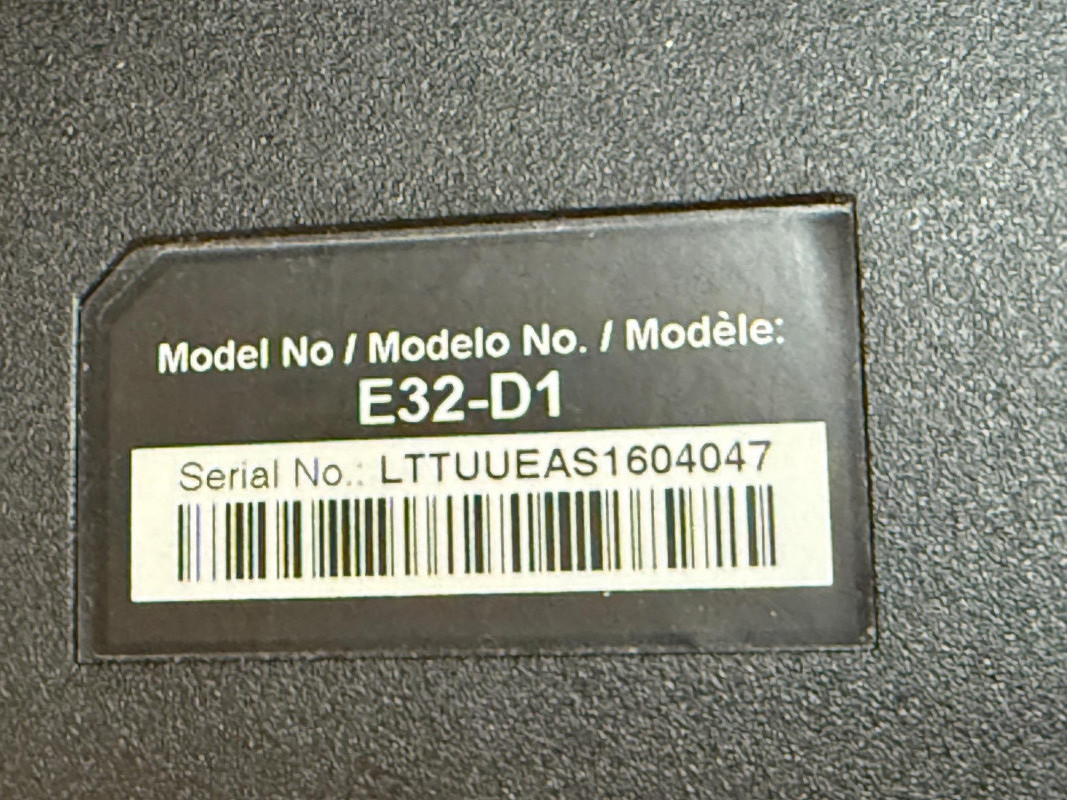 Model No / Modelo No. / Modèle:
E32-D1
Serial No.: LTTUUEAS1604047